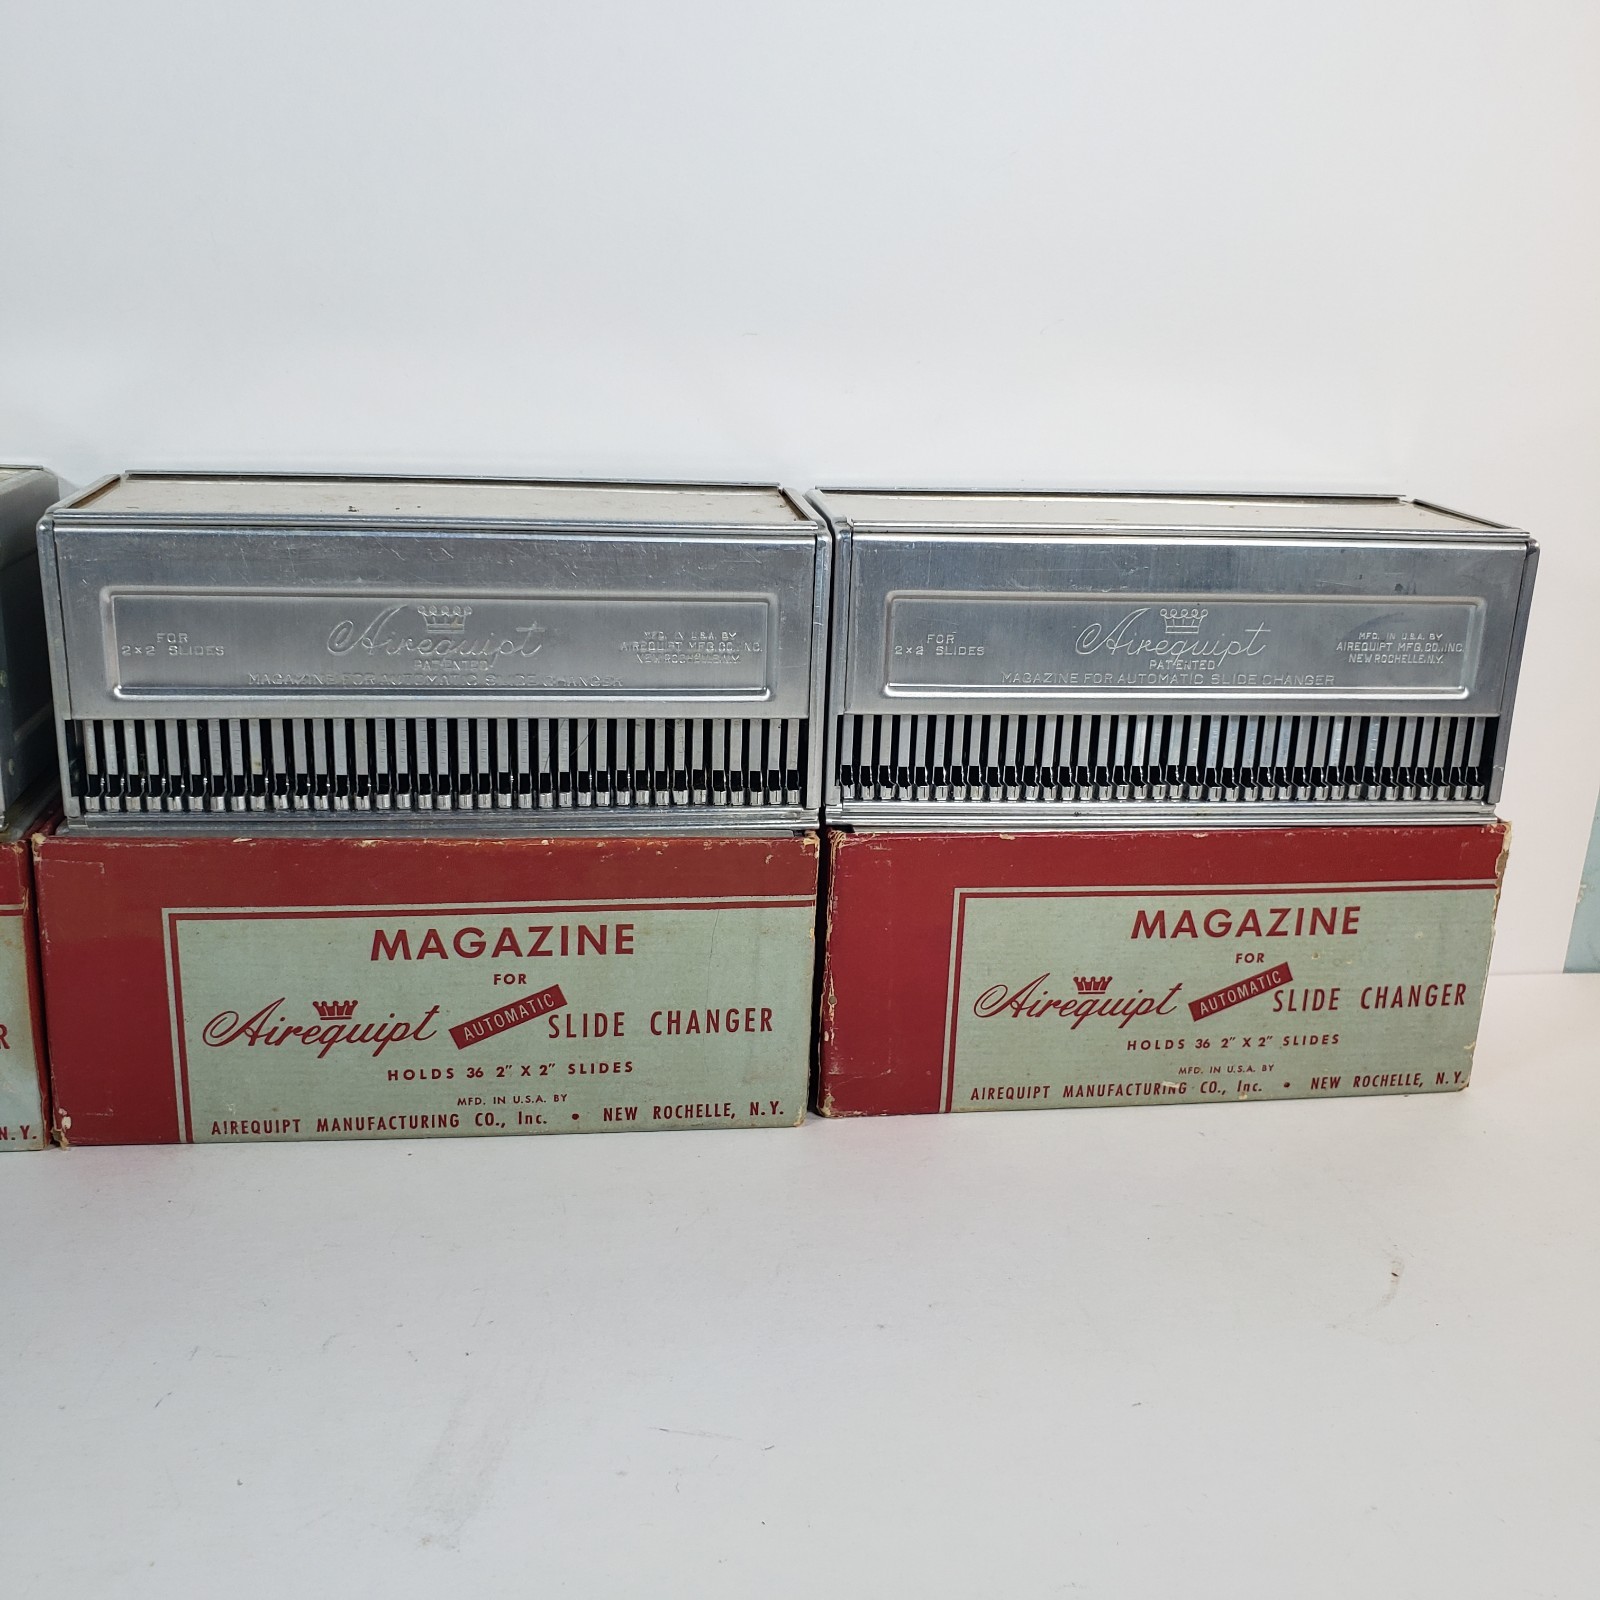 FOR
2×2 SLIDES
Airequipt
PATENTED
MAGAZINE FOR AUTOMATIC SLIDE CHANGER
MFD. IN U.S.A. BY
AIREQUIPT MFG.CO.,INC.
NEW ROCHELLE,N.Y.
FOR
2×2 SLIDES
Airequipt
PATENTED
MAGAZINE FOR AUTOMATIC SLIDE CHANGER
MFD. IN U.S.A. BY
AIREQUIPT MFG.CO.,INC.
NEW ROCHELLE,N.Y.
R
N.Y.
MAGAZINE
FOR
Airequipt AUTOMATIC SLIDE CHANGER
HOLDS 36 2" X 2" SLIDES
MFD. IN U.S.A. BY
AIREQUIPT MANUFACTURING CO., Inc. • NEW ROCHELLE, N.Y.
MAGAZINE
FOR
Airequipt AUTOMATIC SLIDE CHANGER
HOLDS 36 2" X 2" SLIDES
MFD. IN U.S.A. BY
AIREQUIPT MANUFACTURING CO., Inc. • NEW ROCHELLE, N.Y.